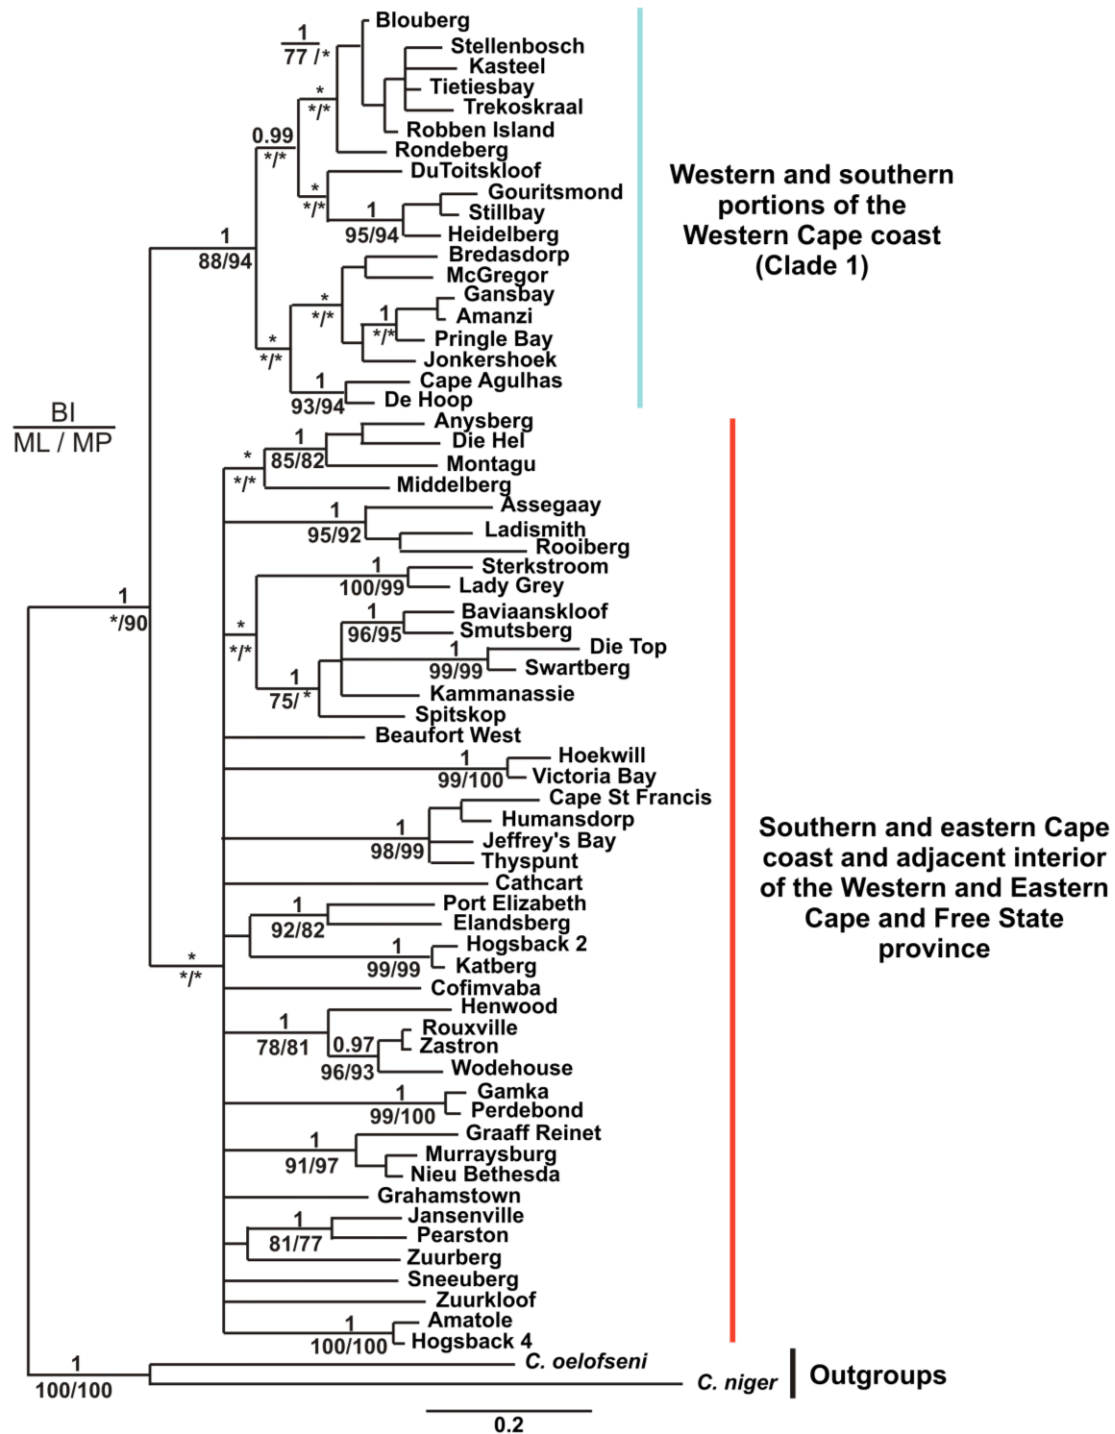 Blouberg
1
77 /*
Stellenbosch
Kasteel
Tietiesbay
*
*/*
Trekoskraal
Robben Island
0.99
*/*
Rondeberg
DuToitskloof
*
*/*
Gouritsmond
1
95/94
Stillbay
Heidelberg
1
88/94
Bredasdorp
McGregor
*
*/*
Gansbay
1
*/*
Amanzi
Pringle Bay
*
*/*
Jonkershoek
1
93/94
Cape Agulhas
De Hoop
Western and southern
portions of the
Western Cape coast
(Clade 1)
BI
ML / MP
Anysberg
1
85/82
Die Hel
*
*/*
Montagu
Middelberg
Assegaay
1
95/92
Ladismith
Rooiberg
1
100/99
Sterkstroom
Lady Grey
1
*/90
*
*/*
1
96/95
Baviaanskloof
Smutsberg
1
99/99
Die Top
Swartberg
1
75/ *
Kammanassie
Spitskop
Beaufort West
1
99/100
Hoekwill
Victoria Bay
Cape St Francis
1
98/99
Humansdorp
Jeffrey's Bay
Thyspunt
Cathcart
1
92/82
Port Elizabeth
Elandsberg
1
99/99
Hogsback 2
Katberg
*
*/*
Cofimvaba
Henwood
1
78/81
0.97
96/93
Rouxville
Zastron
Wodehouse
1
99/100
Gamka
Perdebond
1
91/97
Graaff Reinet
Murraysburg
Nieu Bethesda
Grahamstown
1
81/77
Jansenville
Pearston
Zuurberg
Sneeuberg
Zuurkloof
1
100/100
Amatole
Hogsback 4
Southern and eastern Cape
coast and adjacent interior
of the Western and Eastern
Cape and Free State
province
1
100/100
C. oelofseni
C. niger
Outgroups
0.2